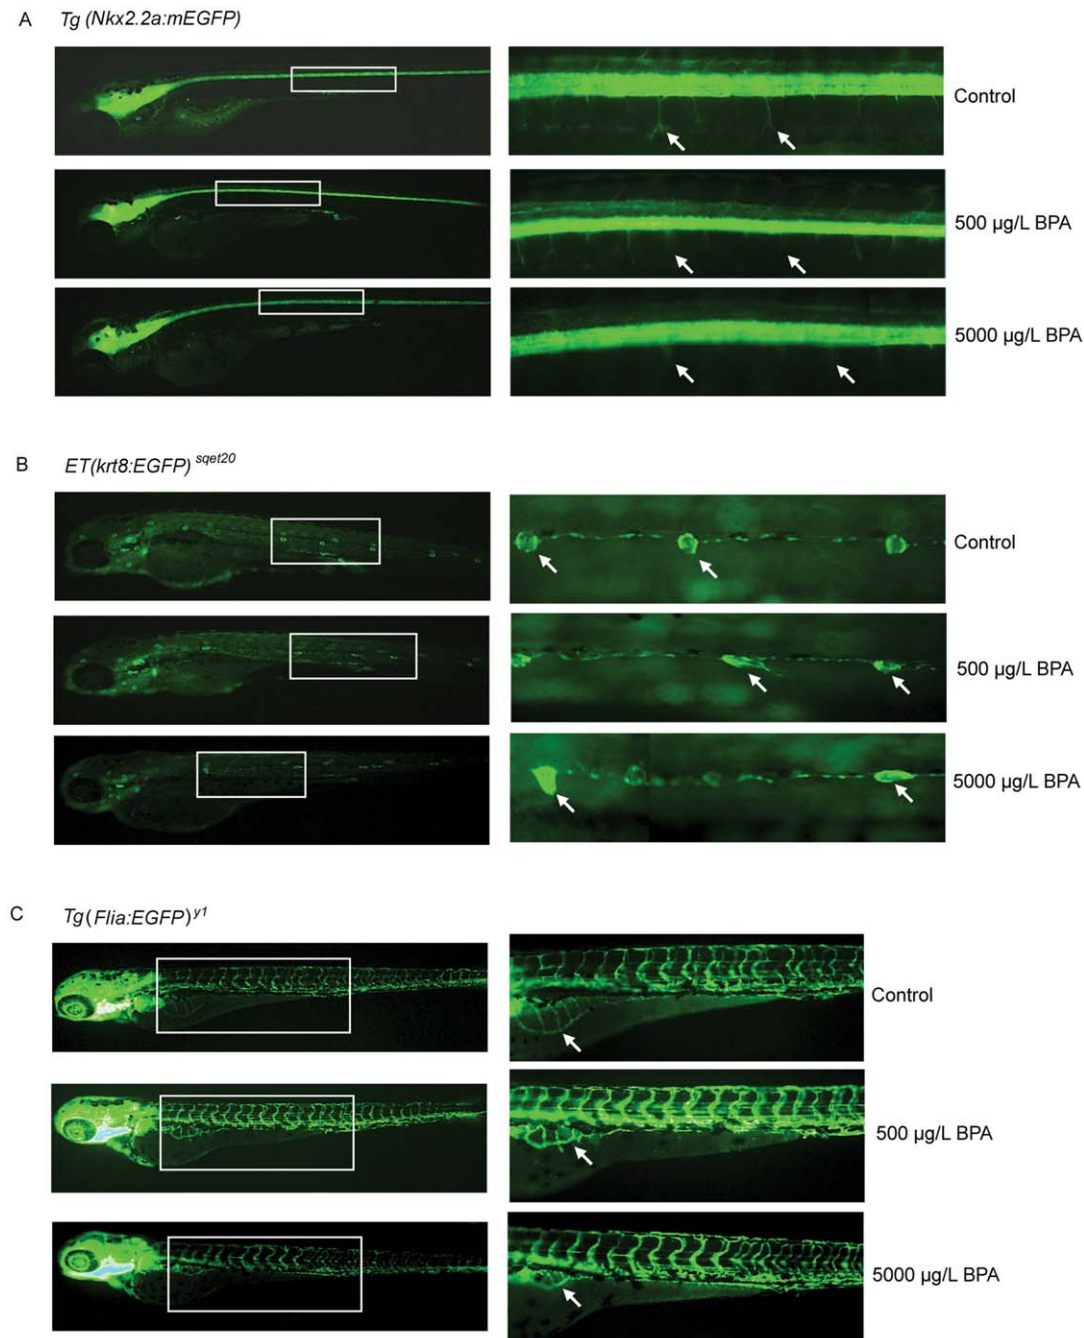 A Tg (Nkx2.2a:mEGFP)
Control
500 µg/L BPA
5000 µg/L BPA
B ET(krt8:EGFP) sqet20
Control
500 µg/L BPA
5000 µg/L BPA
C Tg(Flia:EGFP)y1
Control
500 µg/L BPA
5000 µg/L BPA